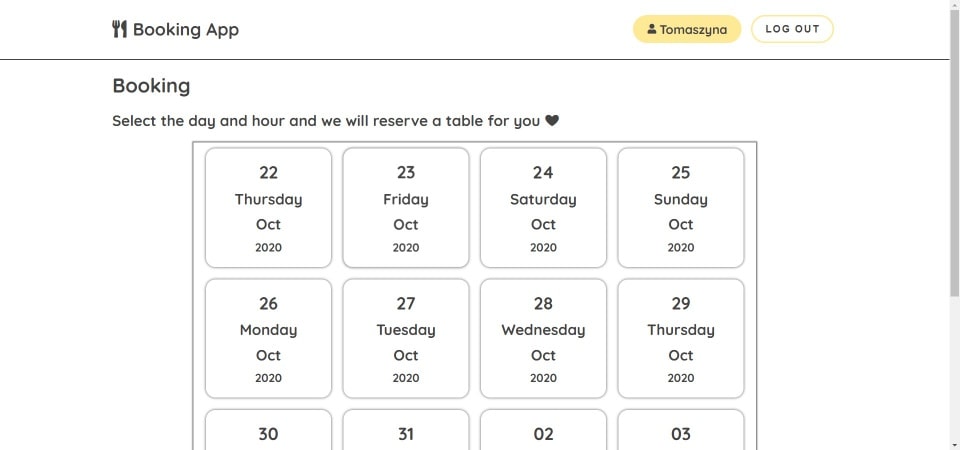 Booking App
Tomaszyna
LOG OUT
Booking
Select the day and hour and we will reserve a table for you
22 23 24 25
Thursday Friday Saturday Sunday
Oct Oct Oct Oct
2020 2020 2020 2020
26 27 28 29
Monday Tuesday Wednesday Thursday
Oct Oct Oct Oct
2020 2020 2020 2020
30 31 02 03